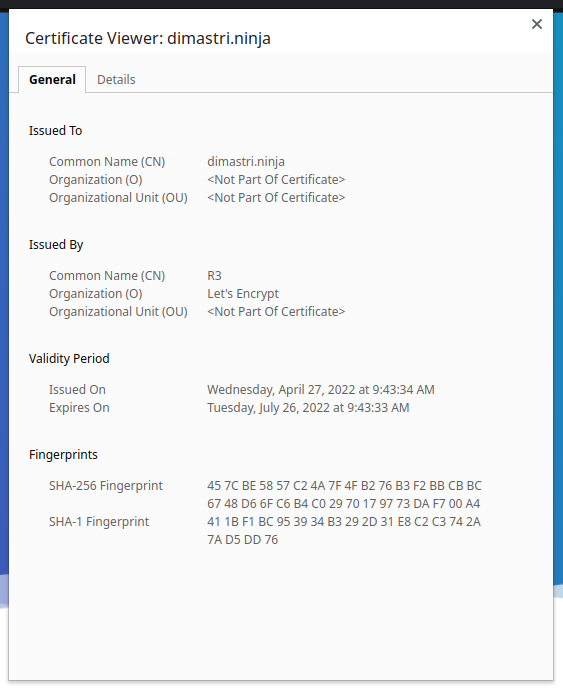 Certificate Viewer: dimastri.ninja
General Details
Issued To
Common Name (CN) dimastri.ninja
Organization (O) <Not Part Of Certificate>
Organizational Unit (OU) <Not Part Of Certificate>
Issued By
Common Name (CN) R3
Organization (O) Let's Encrypt
Organizational Unit (OU) <Not Part Of Certificate>
Validity Period
Issued On Wednesday, April 27, 2022 at 9:43:34 AM
Expires On Tuesday, July 26, 2022 at 9:43:33 AM
Fingerprints
SHA-256 Fingerprint 45 7C BE 58 57 C2 4A 7F 4F B2 76 B3 F2 BB CB BC
67 48 D6 6F C6 B4 C0 29 70 17 97 73 DA F7 00 A4
SHA-1 Fingerprint 41 1B F1 BC 95 39 34 B3 29 2D 31 E8 C2 C3 74 2A
7A D5 DD 76